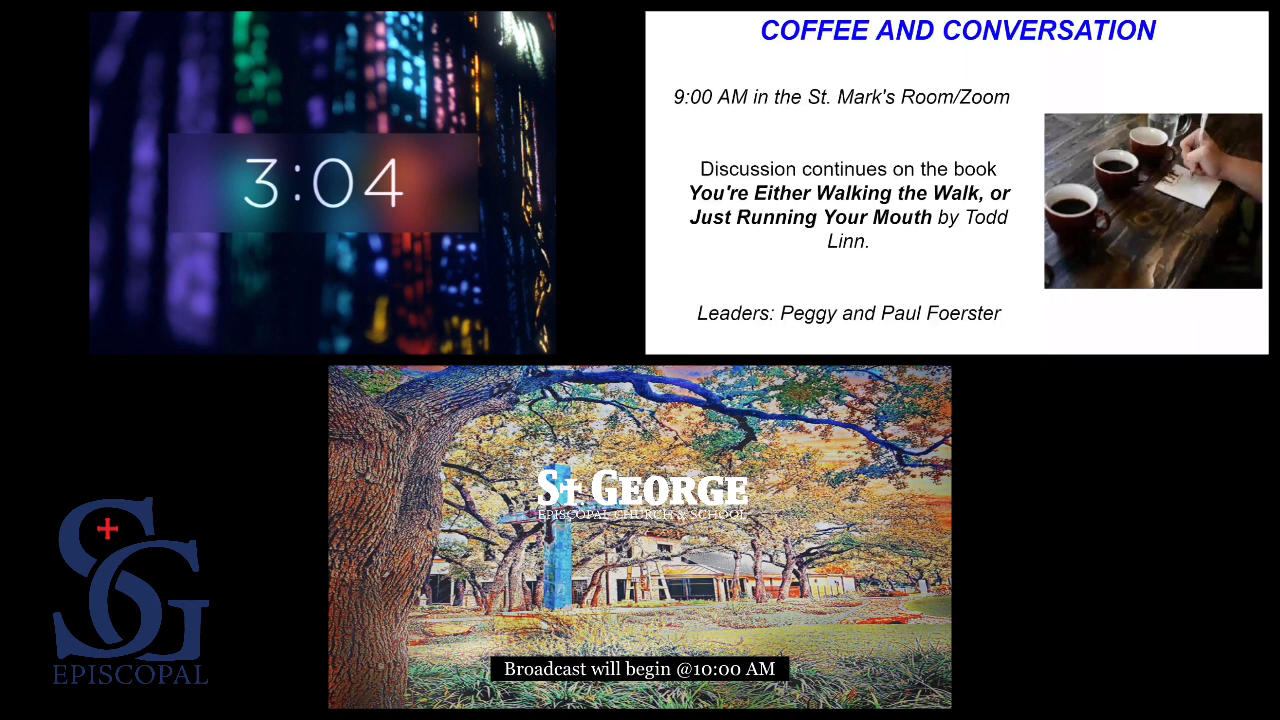 3:04
COFFEE AND CONVERSATION
9:00 AM in the St. Mark's Room/Zoom
Discussion continues on the book
You're Either Walking the Walk, or
Just Running Your Mouth by Todd
Linn.
Leaders: Peggy and Paul Foerster
St George
EPISCOPAL CHURCH & SCHOOL
Broadcast will begin @10:00 AM
SG
EPISCOPAL